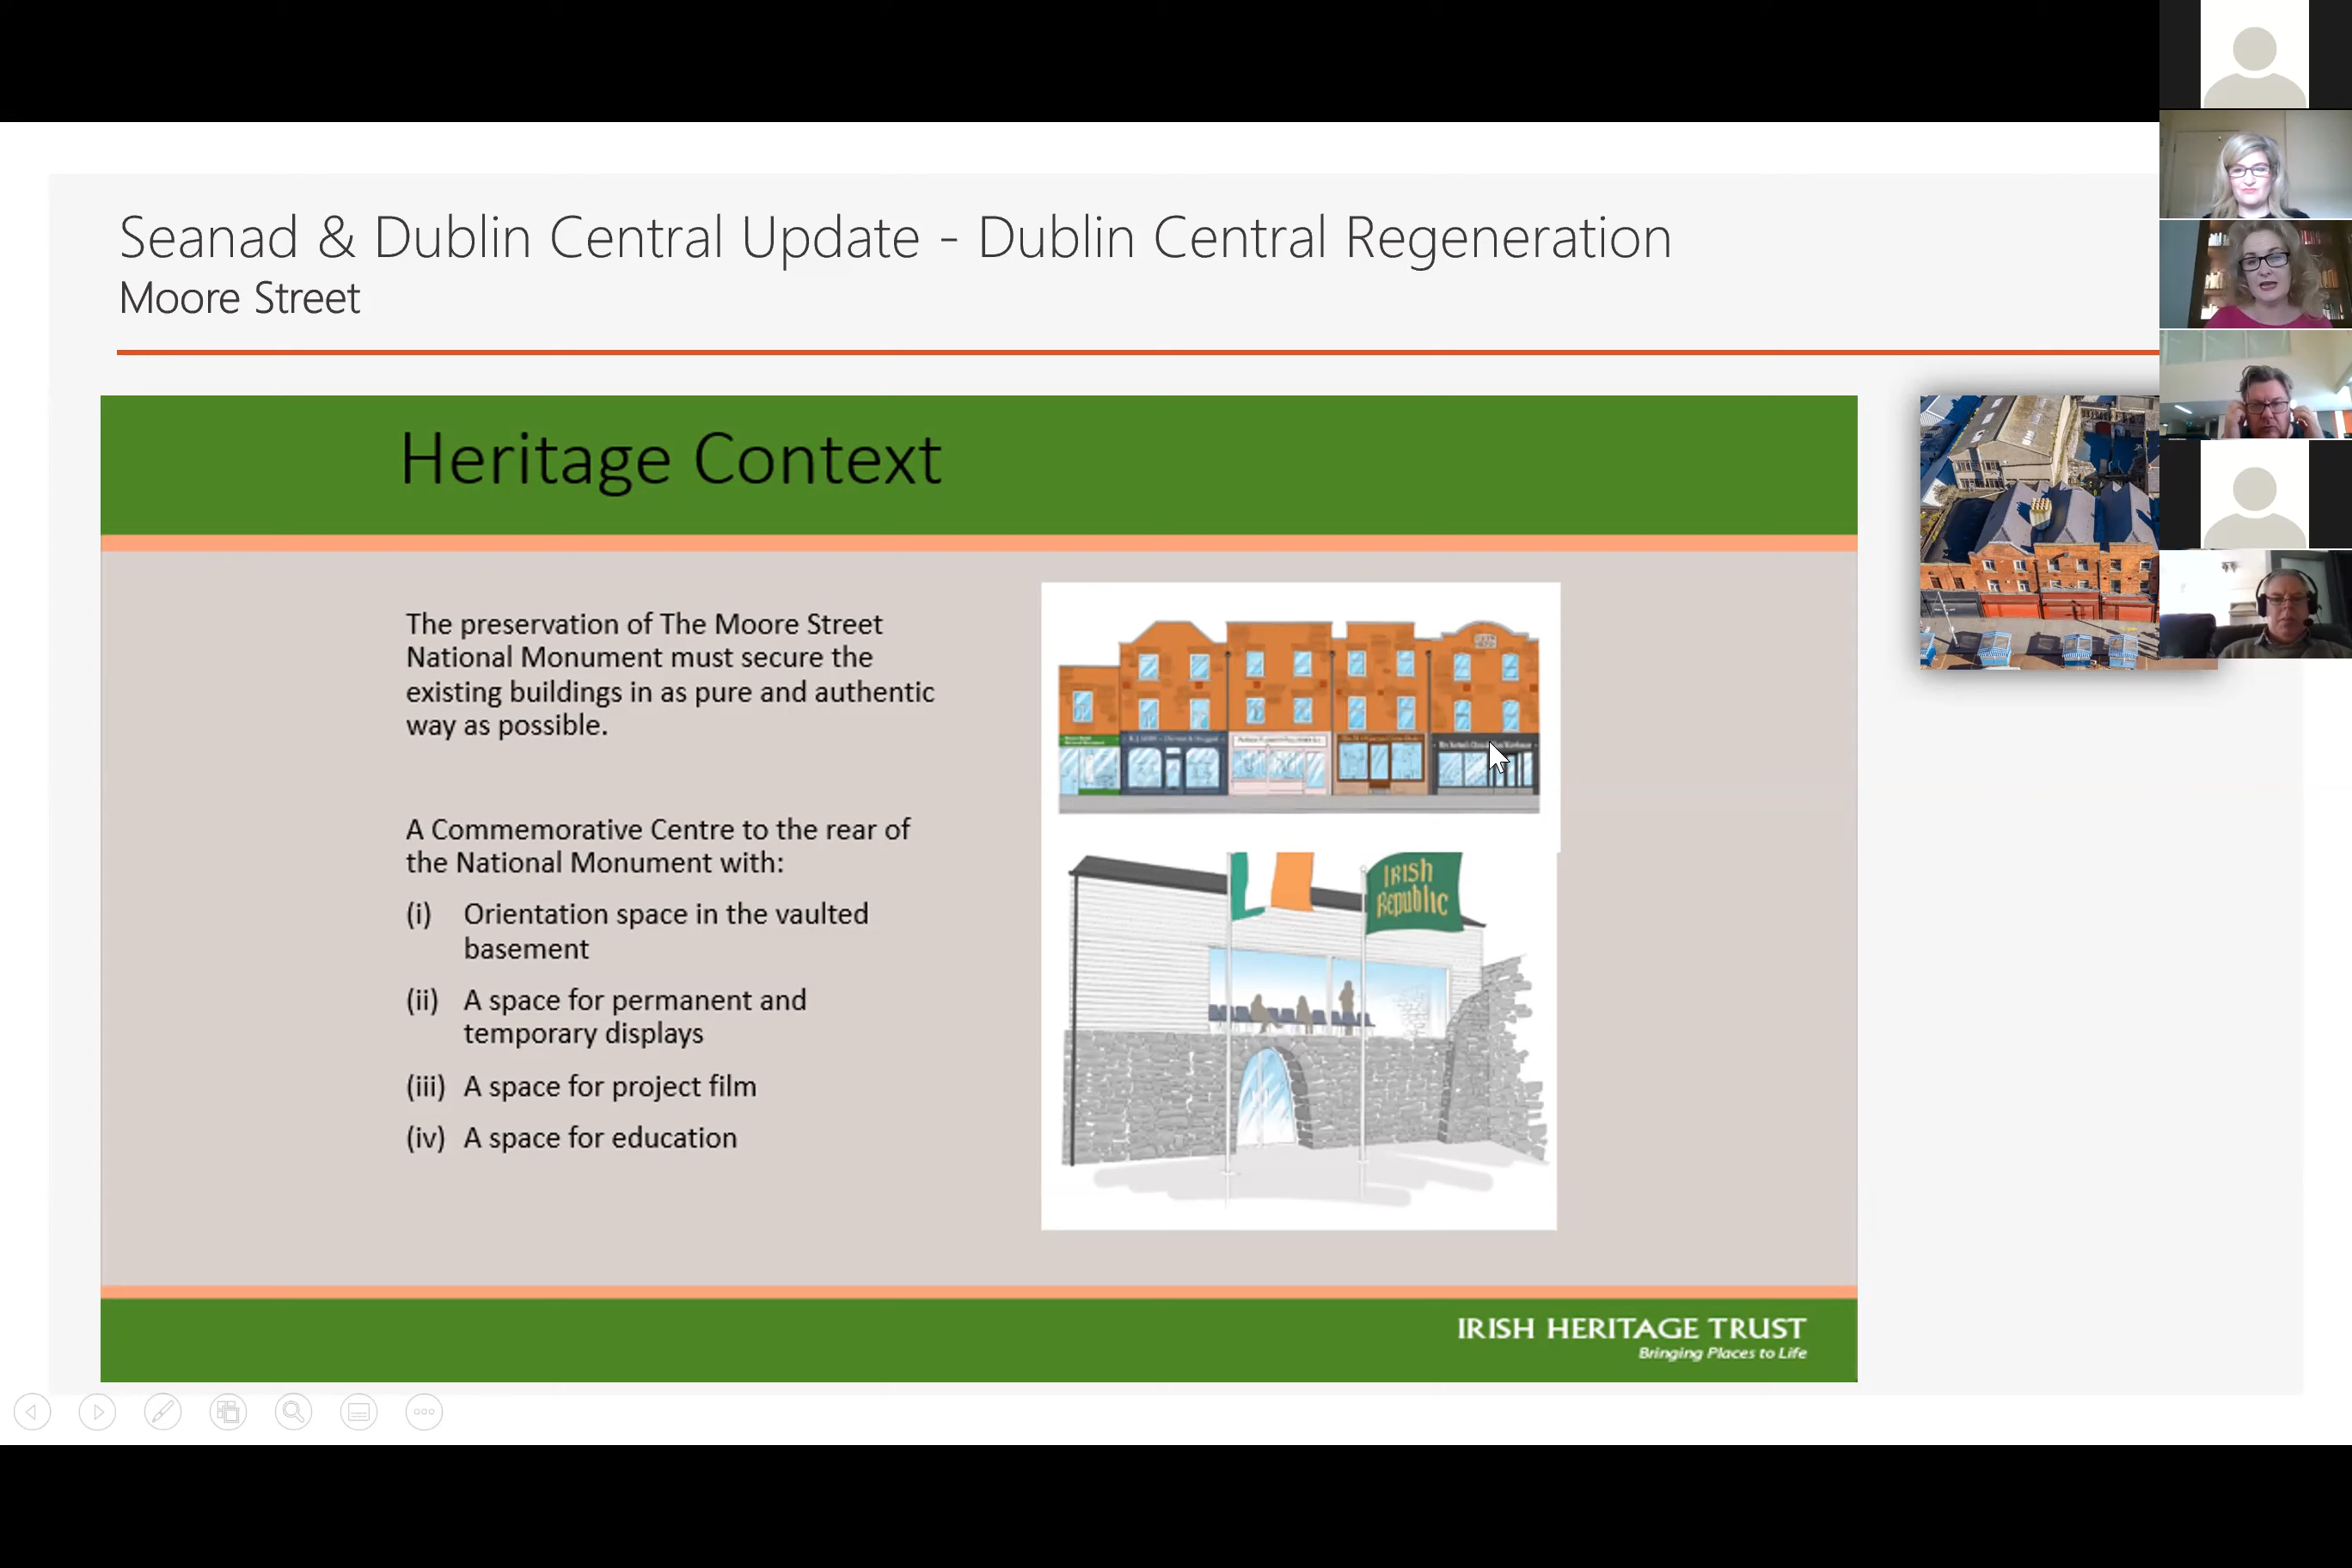 Seanad & Dublin Central Update - Dublin Central Regeneration
Moore Street
Heritage Context
The preservation of The Moore Street
National Monument must secure the
existing buildings in as pure and authentic
way as possible.
A Commemorative Centre to the rear of
the National Monument with:
(i) Orientation space in the vaulted
basement
(ii) A space for permanent and
temporary displays
(iii) A space for project film
(iv) A space for education
IRISH
REPUBLIC
IRISH HERITAGE TRUST
Bringing Places to Life